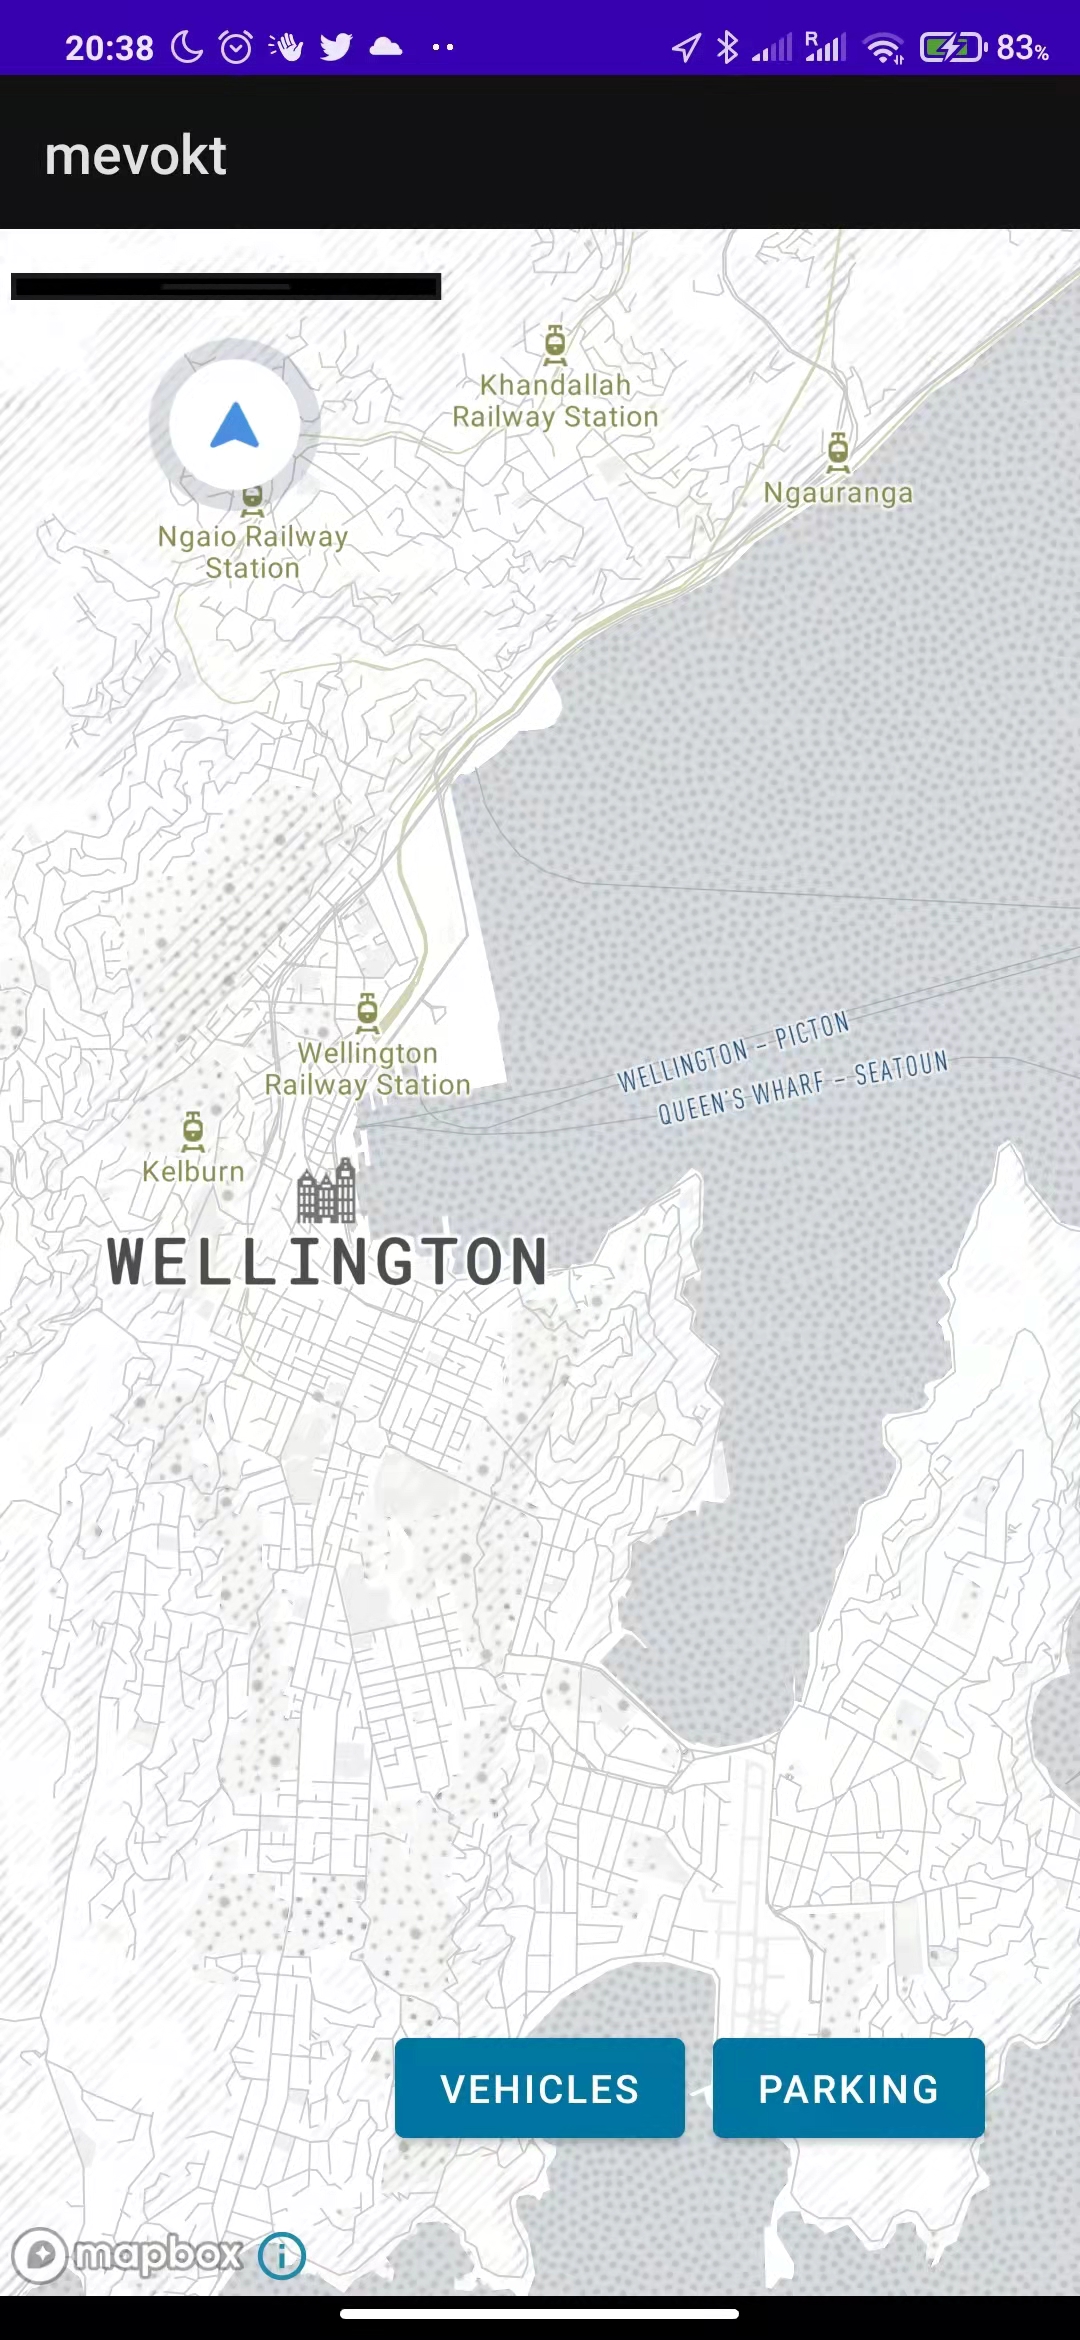 20:38
R
83%
mevokt
Khandallah
Railway Station
Ngauranga
Ngaio Railway
Station
WELLINGTON – PICTON
QUEEN'S WHARF – SEATOUN
Wellington
Railway Station
Kelburn
WELLINGTON
VEHICLES
PARKING
mapbox
i